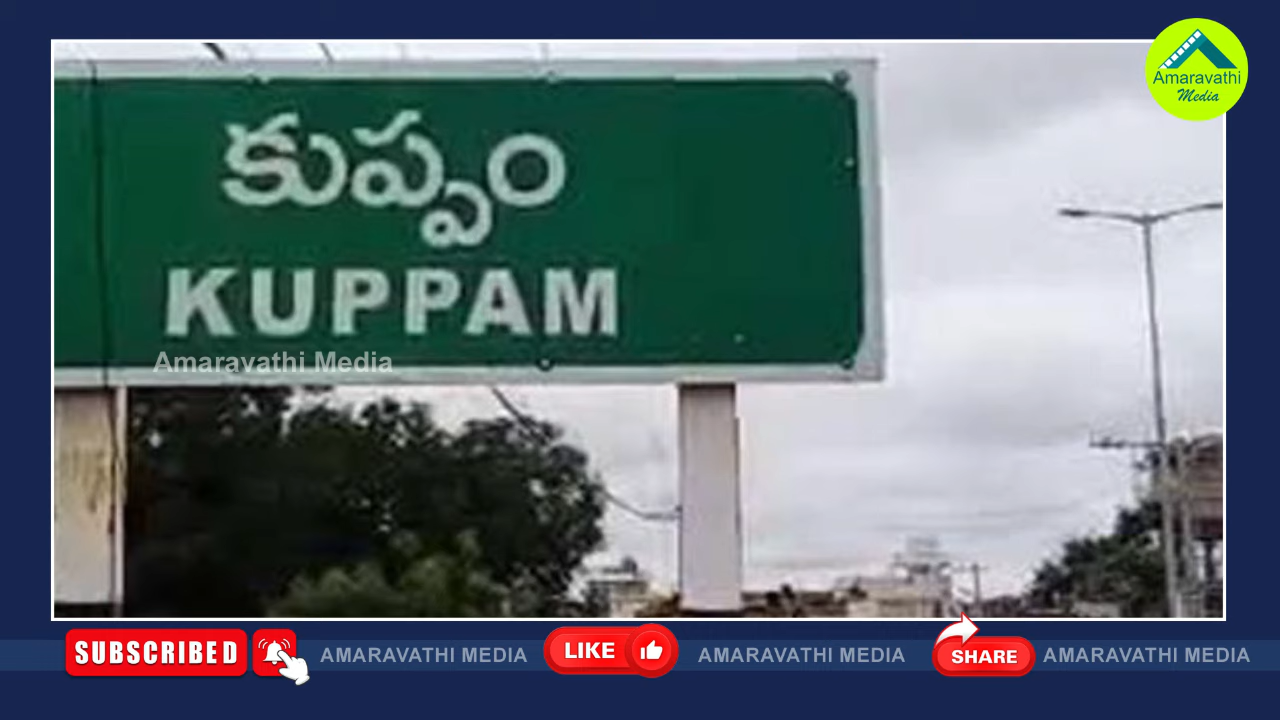 Amaravathi
Media
కుప్పం
KUPPAM
Amaravathi Media
SUBSCRIBED
AMARAVATHI MEDIA
LIKE
AMARAVATHI MEDIA
SHARE
AMARAVATHI MEDIA